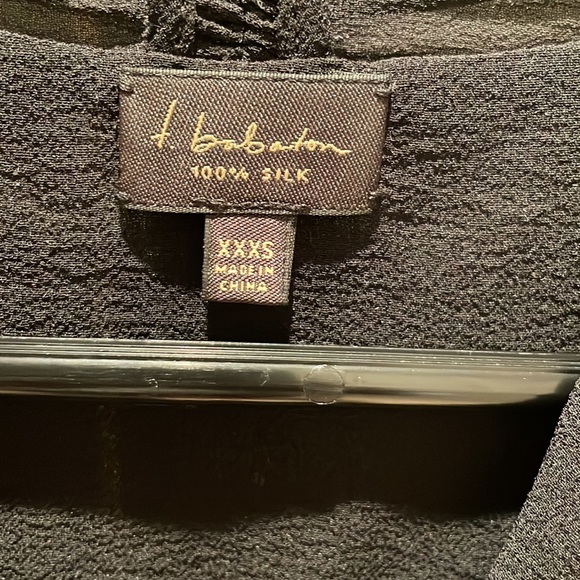 t. babaton
100% SILK
XXXS
MADE IN
CHINA